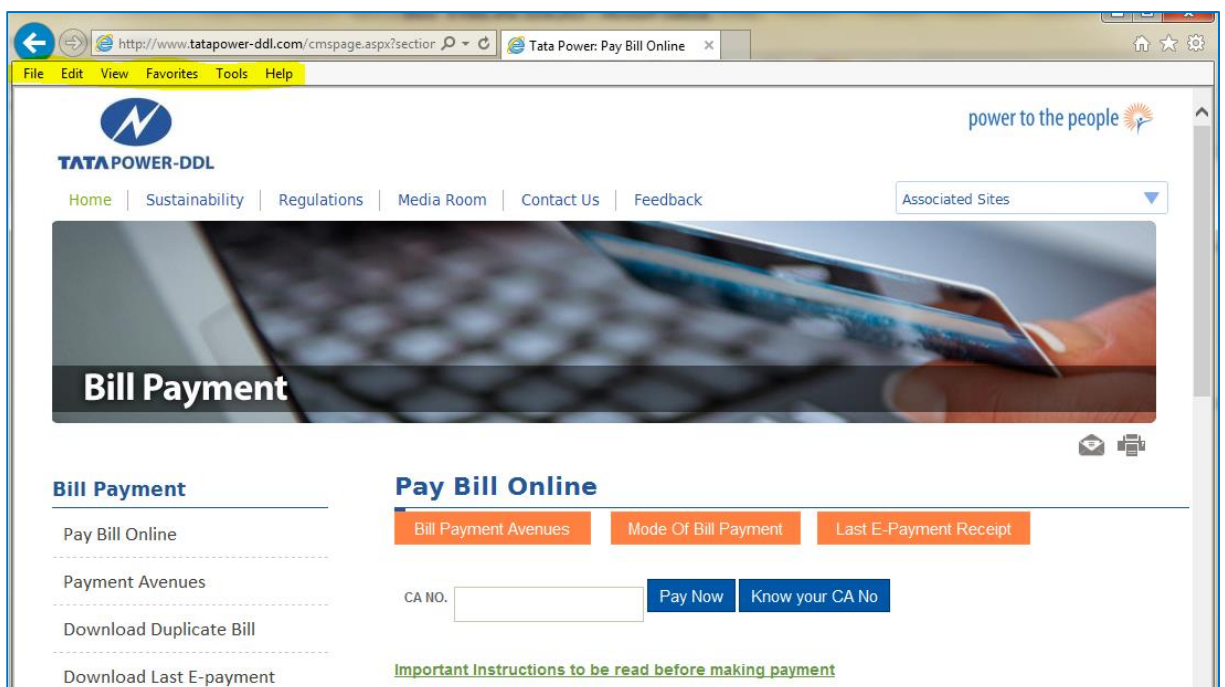 http://www.tatapower-ddl.com/cmspage.aspx?section
Tata Power: Pay Bill Online
File Edit View Favorites Tools Help
power to the people
TATA POWER-DDL
Home Sustainability Regulations Media Room Contact Us Feedback Associated Sites
Bill Payment
Bill Payment
Pay Bill Online
Pay Bill Online
Bill Payment Avenues Mode Of Bill Payment Last E-Payment Receipt
Payment Avenues
CA NO. Pay Now Know your CA No
Download Duplicate Bill
Download Last E-payment
Important Instructions to be read before making payment